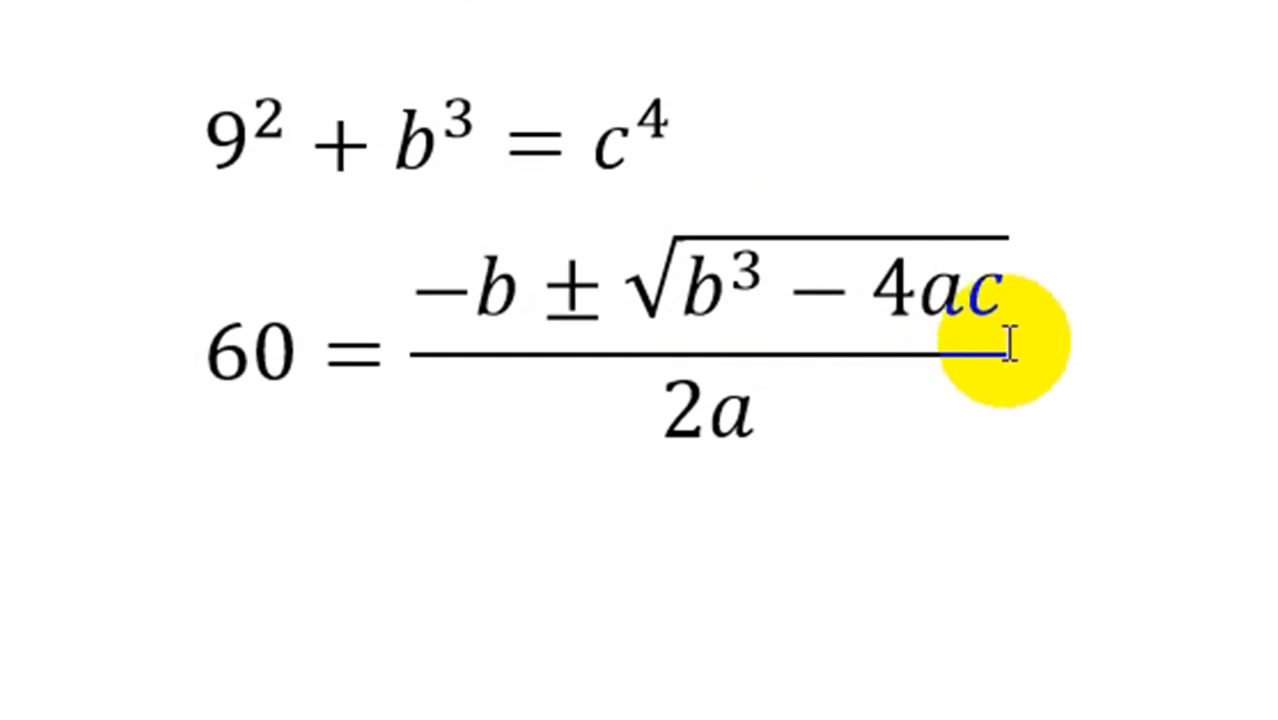 9² + b³ = c⁴
60 = (-b ± √(b³ − 4ac)) / 2a